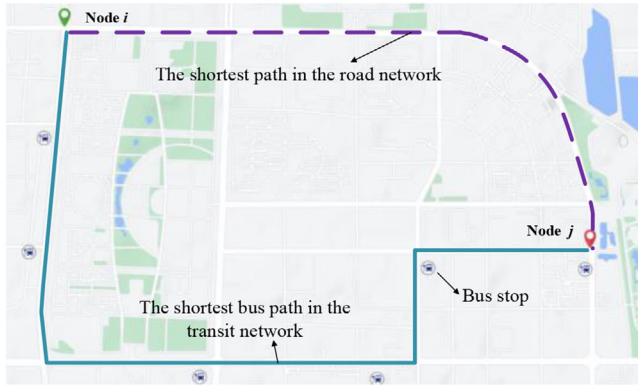 Node i
The shortest path in the road network
Node j
Bus stop
The shortest bus path in the
transit network